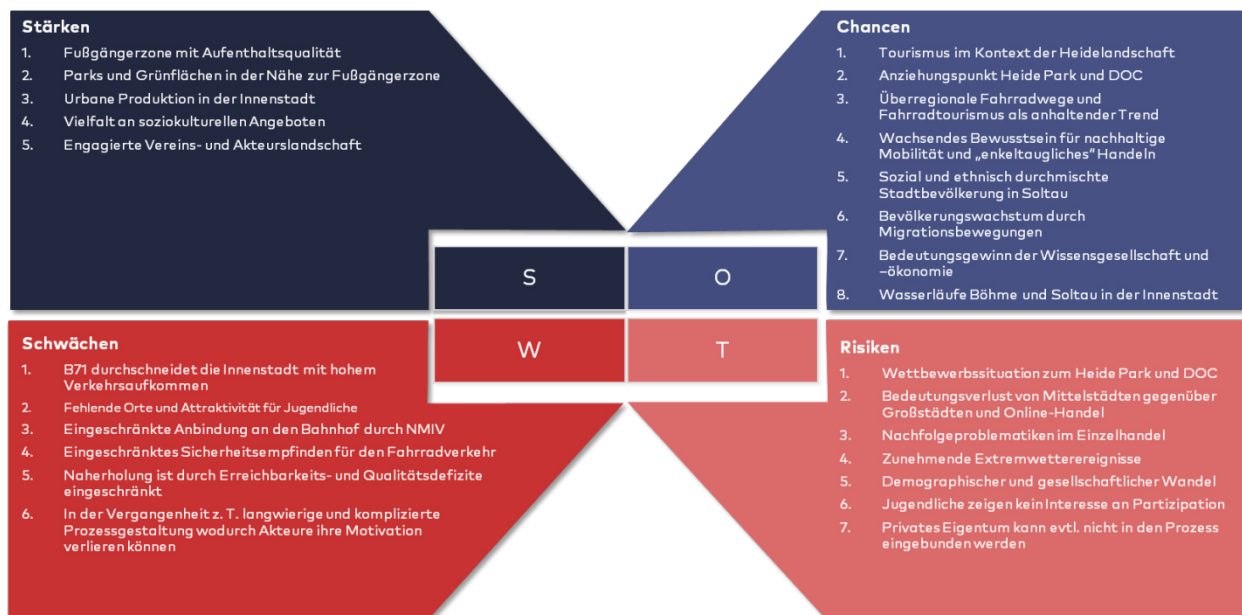 Stärken
1. Fußgängerzone mit Aufenthaltsqualität
2. Parks und Grünflächen in der Nähe zur Fußgängerzone
3. Urbane Produktion in der Innenstadt
4. Vielfalt an soziokulturellen Angeboten
5. Engagierte Vereins- und Akteurslandschaft
Chancen
1. Tourismus im Kontext der Heidelandschaft
2. Anziehungspunkt Heide Park und DOC
3. Überregionale Fahrradwege und
Fahrradtourismus als anhaltender Trend
4. Wachsendes Bewusstsein für nachhaltige
Mobilität und „enkeltaugliches“ Handeln
5. Sozial und ethnisch durchmischte
Stadtbevölkerung in Soltau
6. Bevölkerungswachstum durch
Migrationsbewegungen
7. Bedeutungsgewinn der Wissensgesellschaft und
–ökonomie
8. Wasserläufe Böhme und Soltau in der Innenstadt
S
O
W
T
Schwächen
1. B71 durchschneidet die Innenstadt mit hohem
Verkehrsaufkommen
2. Fehlende Orte und Attraktivität für Jugendliche
3. Eingeschränkte Anbindung an den Bahnhof durch NMIV
4. Eingeschränktes Sicherheitsempfinden für den Fahrradverkehr
5. Naherholung ist durch Erreichbarkeits- und Qualitätsdefizite
eingeschränkt
6. In der Vergangenheit z. T. langwierige und komplizierte
Prozessgestaltung wodurch Akteure ihre Motivation
verlieren können
Risiken
1. Wettbewerbssituation zum Heide Park und DOC
2. Bedeutungsverlust von Mittelstädten gegenüber
Großstädten und Online-Handel
3. Nachfolgeproblematiken im Einzelhandel
4. Zunehmende Extremwetterereignisse
5. Demographischer und gesellschaftlicher Wandel
6. Jugendliche zeigen kein Interesse an Partizipation
7. Privates Eigentum kann evtl. nicht in den Prozess
eingebunden werden